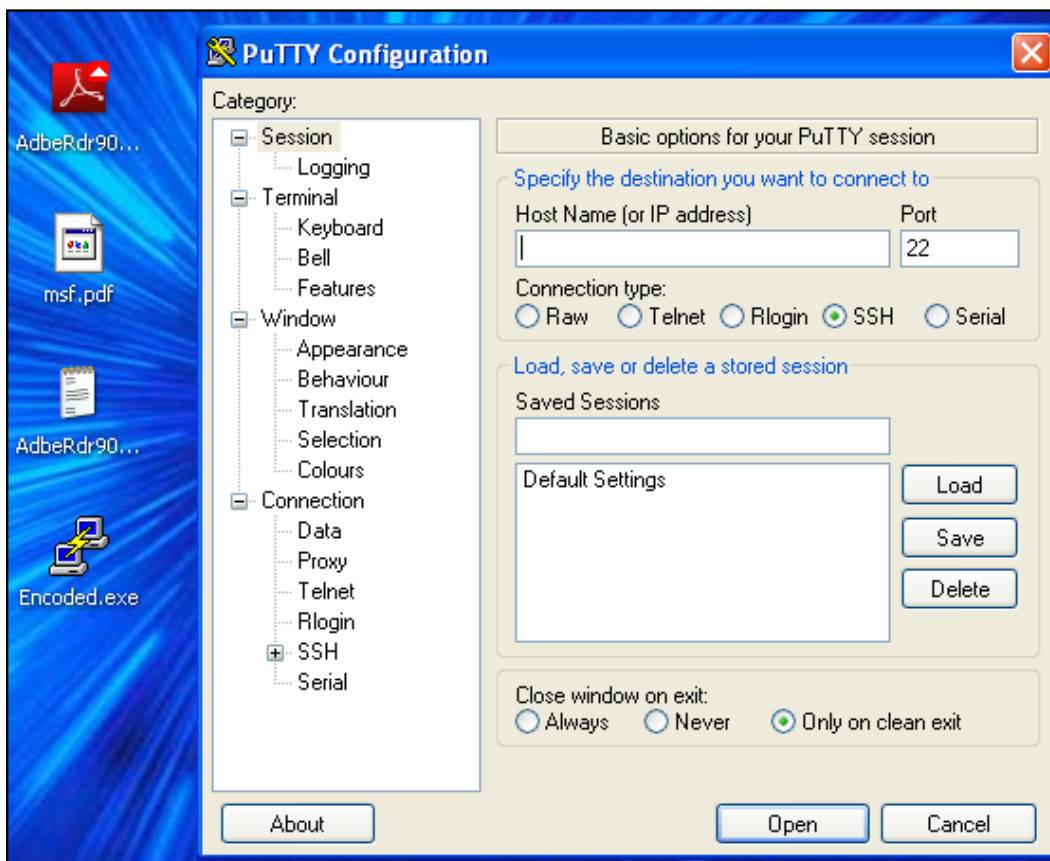 AdbeRdr90...
msf.pdf
AdbeRdr90...
Encoded.exe
PuTTY Configuration
Category:
Session
Logging
Terminal
Keyboard
Bell
Features
Window
Appearance
Behaviour
Translation
Selection
Colours
Connection
Data
Proxy
Telnet
Rlogin
SSH
Serial
Basic options for your PuTTY session
Specify the destination you want to connect to
Host Name (or IP address) Port
22
Connection type:
Raw Telnet Rlogin SSH Serial
Load, save or delete a stored session
Saved Sessions
Default Settings
Load
Save
Delete
Close window on exit:
Always Never Only on clean exit
About Open Cancel